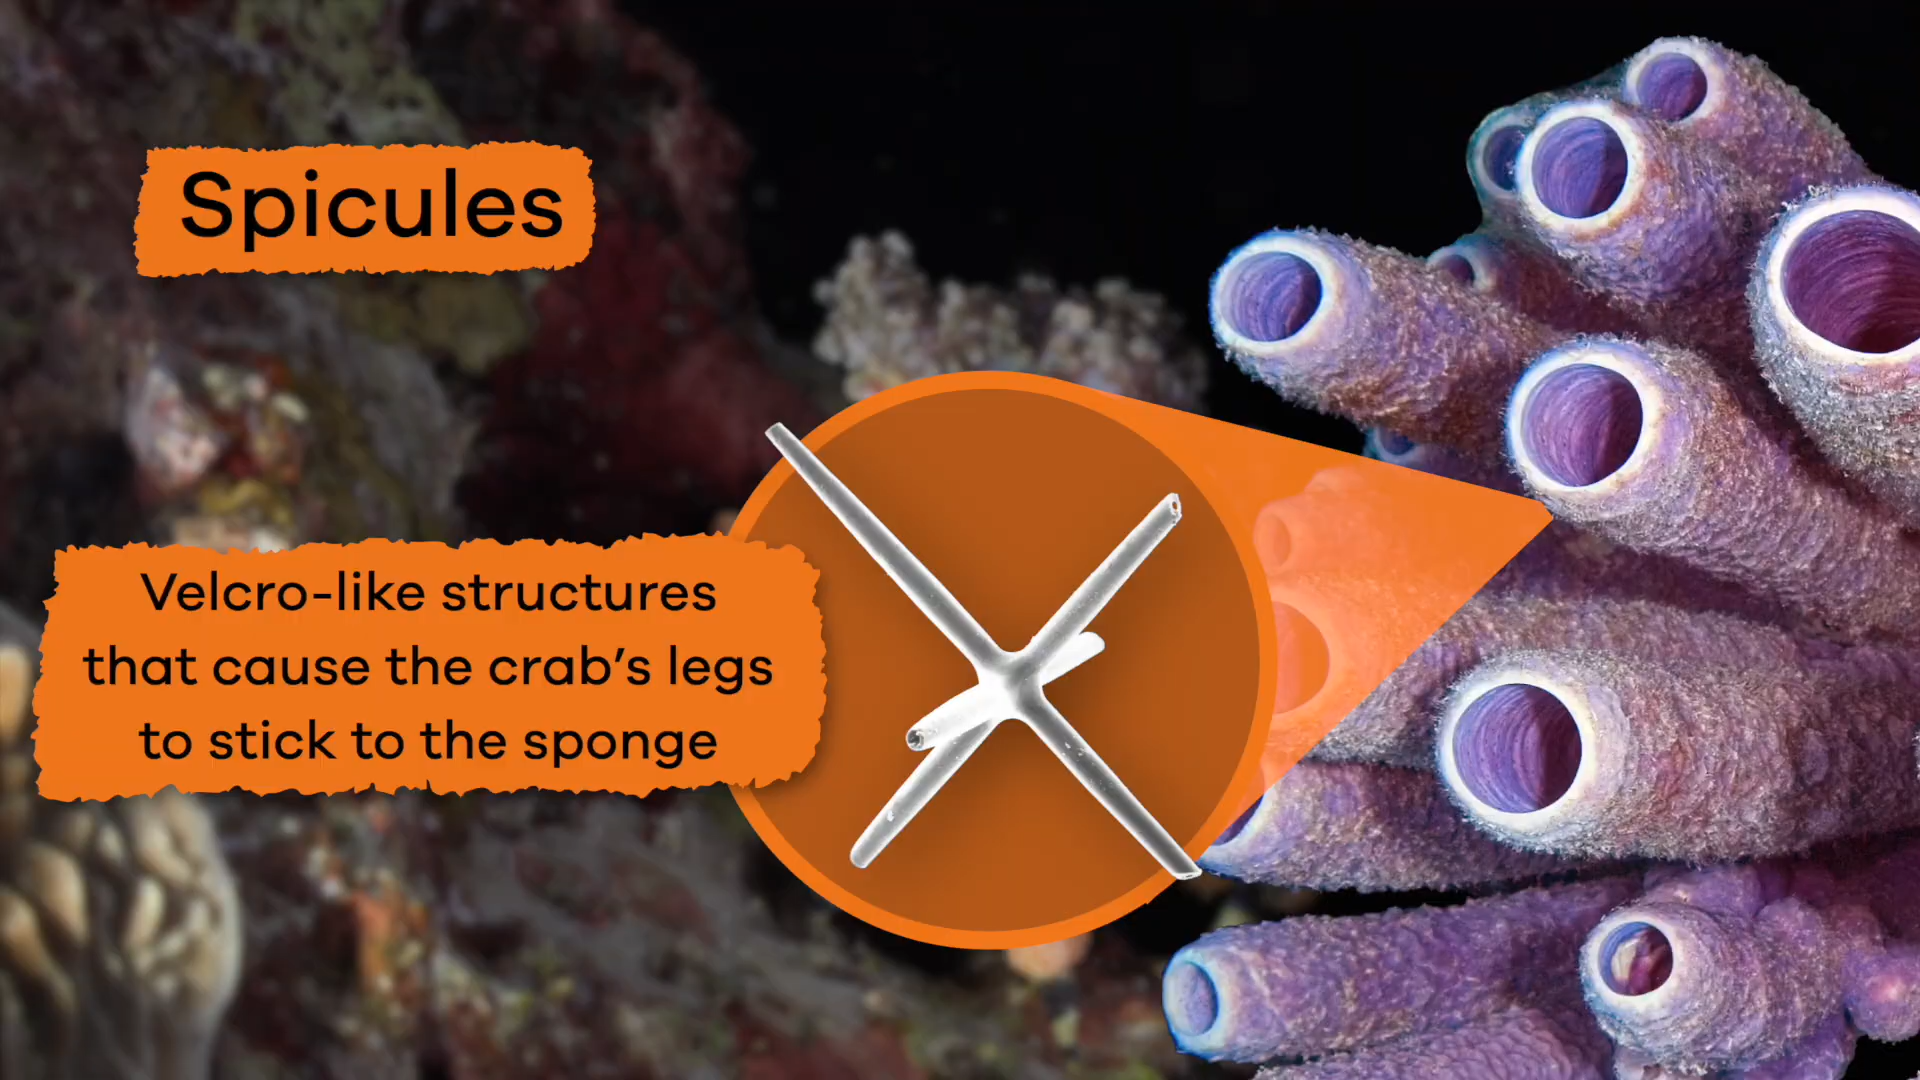 Spicules
Velcro-like structures
that cause the crab's legs
to stick to the sponge